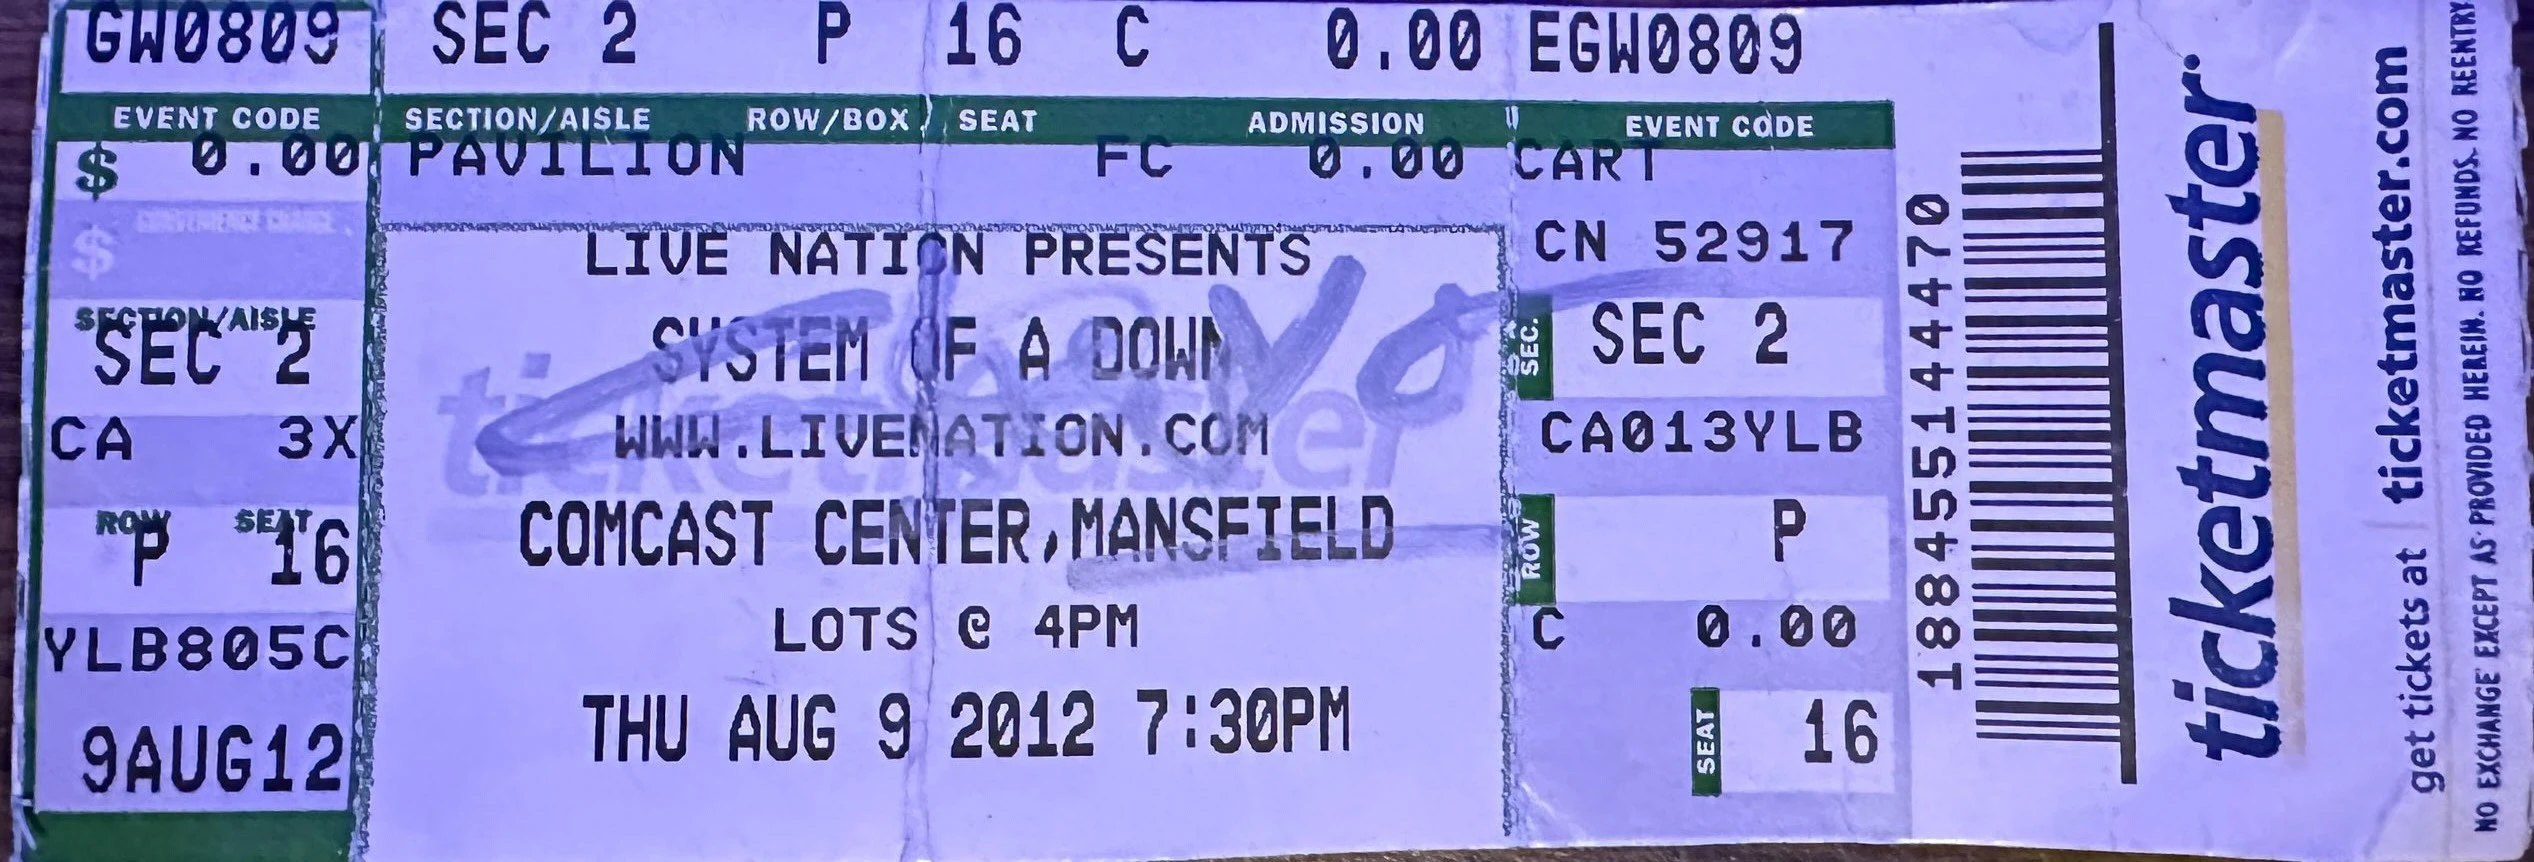 GW0809 SEC 2 P 16 C 0.00 EGW0809
EVENT CODE SECTION/AISLE ROW/BOX SEAT ADMISSION EVENT CODE
$ 0.00 PAVILION FC 0.00 CART
$ CONVENIENCE CHARGE
SECTION/AISLE
SEC 2
CA 3X
ROW SEAT
P 16
YLB805C
9AUG12
LIVE NATION PRESENTS
SYSTEM OF A DOWN
WWW.LIVENATION.COM
COMCAST CENTER,MANSFIELD
LOTS @ 4PM
THU AUG 9 2012 7:30PM
ticketmaster
CN 52917
SEC. SEC 2
CA013YLB
ROW P
C 0.00
SEAT 16
1884551444470
ticketmaster
get tickets at | ticketmaster.com
NO EXCHANGE EXCEPT AS PROVIDED HEREIN. NO REFUNDS. NO REENTRY